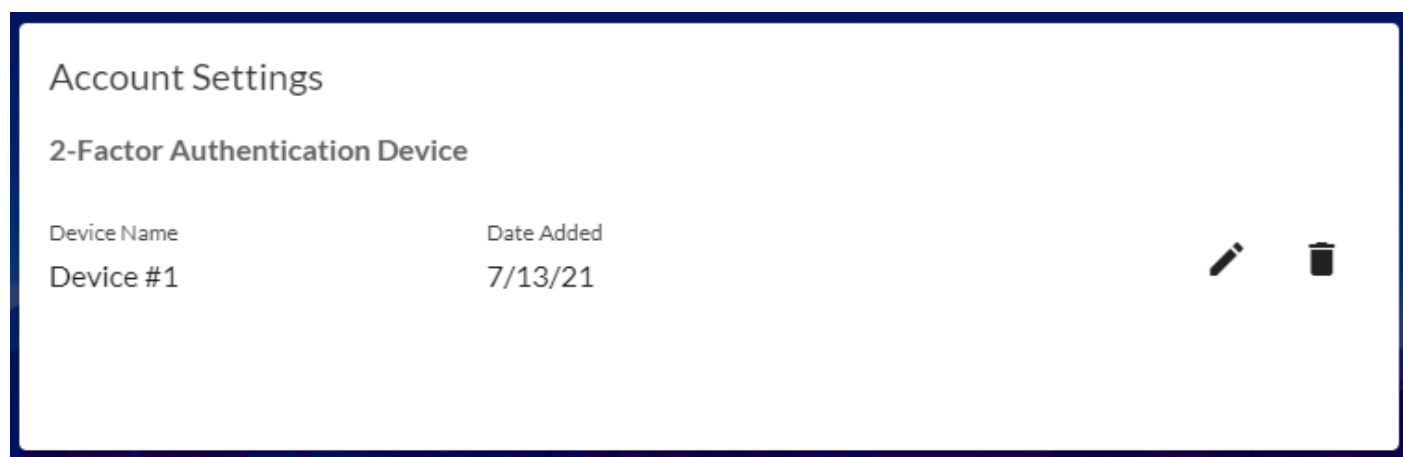 Account Settings
2-Factor Authentication Device
Device Name
Date Added
Device #1
7/13/21